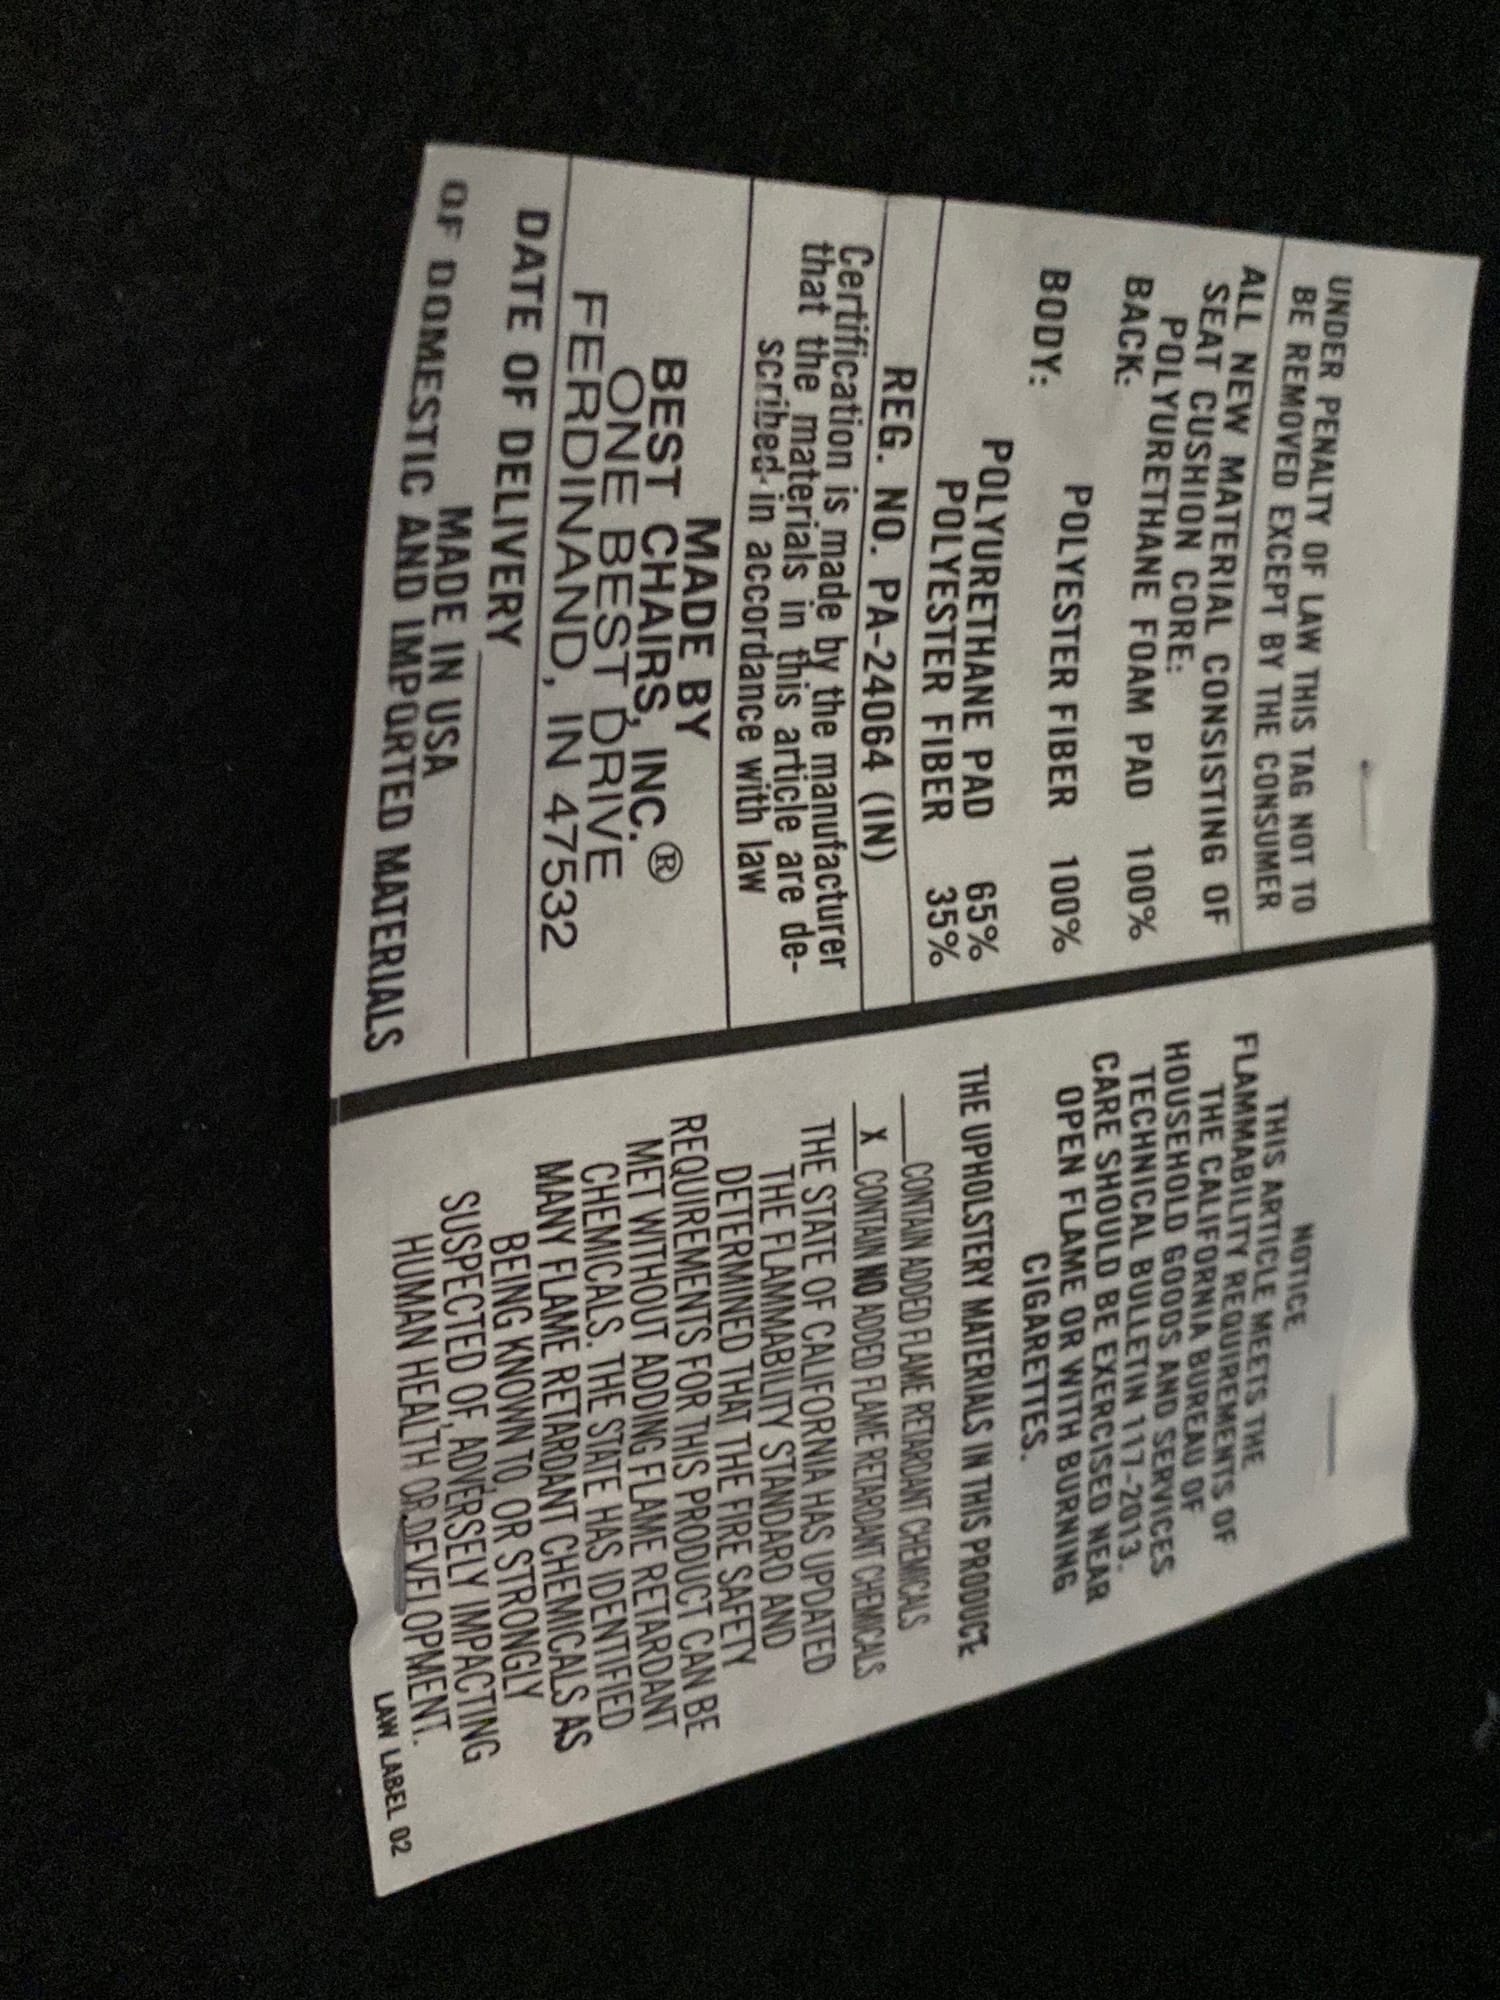 UNDER PENALTY OF LAW THIS TAG NOT TO
BE REMOVED EXCEPT BY THE CONSUMER
ALL NEW MATERIAL CONSISTING OF
SEAT CUSHION CORE:
POLYURETHANE FOAM PAD 100%
BACK:
POLYESTER FIBER 100%
BODY:
POLYURETHANE PAD 65%
POLYESTER FIBER 35%
REG. NO. PA-24064 (IN)
Certification is made by the manufacturer
that the materials in this article are de-
scribed in accordance with law
MADE BY
BEST CHAIRS, INC.®
ONE BEST DRIVE
FERDINAND, IN 47532
DATE OF DELIVERY
MADE IN USA
OF DOMESTIC AND IMPORTED MATERIALS
NOTICE
THIS ARTICLE MEETS THE
FLAMMABILITY REQUIREMENTS OF
THE CALIFORNIA BUREAU OF
HOUSEHOLD GOODS AND SERVICES
TECHNICAL BULLETIN 117-2013.
CARE SHOULD BE EXERCISED NEAR
OPEN FLAME OR WITH BURNING
CIGARETTES.
THE UPHOLSTERY MATERIALS IN THIS PRODUCT:
___CONTAIN ADDED FLAME RETARDANT CHEMICALS
_X_CONTAIN NO ADDED FLAME RETARDANT CHEMICALS
THE STATE OF CALIFORNIA HAS UPDATED
THE FLAMMABILITY STANDARD AND
DETERMINED THAT THE FIRE SAFETY
REQUIREMENTS FOR THIS PRODUCT CAN BE
MET WITHOUT ADDING FLAME RETARDANT
CHEMICALS. THE STATE HAS IDENTIFIED
MANY FLAME RETARDANT CHEMICALS AS
BEING KNOWN TO, OR STRONGLY
SUSPECTED OF, ADVERSELY IMPACTING
HUMAN HEALTH OR DEVELOPMENT.
LAW LABEL 02